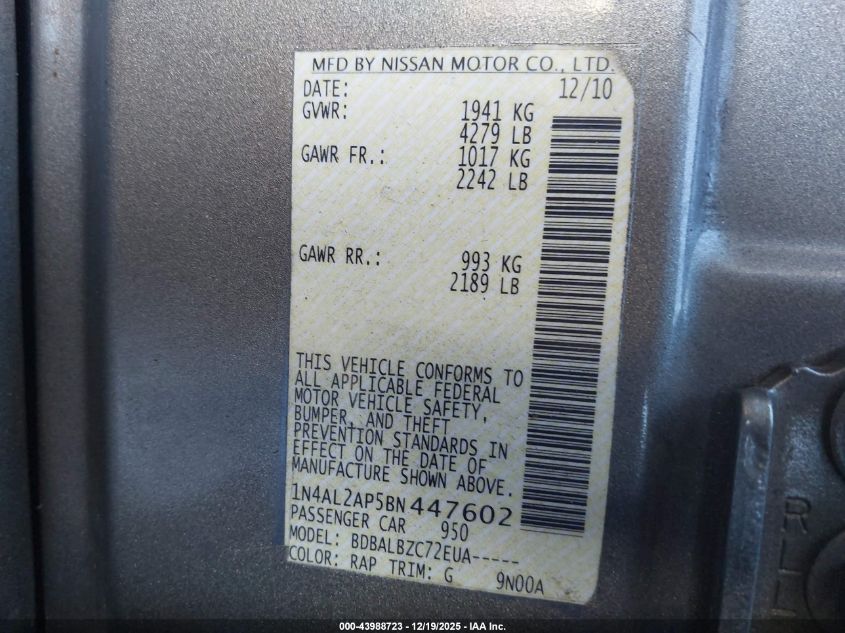 MFD BY NISSAN MOTOR CO., LTD.
DATE: 12/10
GVWR: 1941 KG
4279 LB
GAWR FR.: 1017 KG
2242 LB
GAWR RR.: 993 KG
2189 LB
THIS VEHICLE CONFORMS TO
ALL APPLICABLE FEDERAL
MOTOR VEHICLE SAFETY,
BUMPER, AND THEFT
PREVENTION STANDARDS IN
EFFECT ON THE DATE OF
MANUFACTURE SHOWN ABOVE.
1N4AL2AP5BN447602
PASSENGER CAR 950
MODEL: BDBALBZC72EUA-----
COLOR: RAP TRIM: G 9N00A
000-43988723 - 12/19/2025 - IAA Inc.